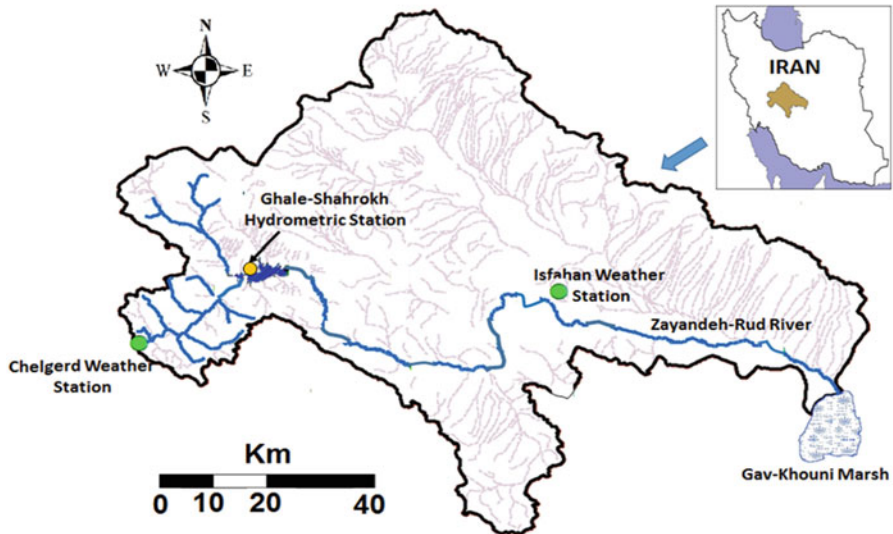 N
W E
S
IRAN
Ghale-Shahrokh
Hydrometric Station
Isfahan Weather
Station
Zayandeh-Rud River
Chelgerd Weather
Station
Gav-Khouni Marsh
Km
0 10 20 40